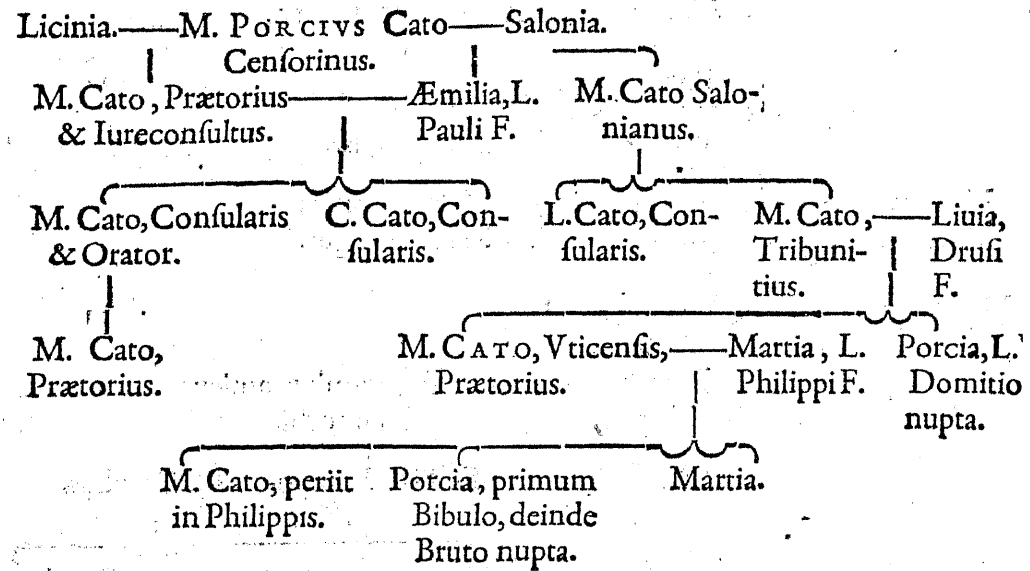 Licinia.——M. PORCIVS Cato——Salonia.
Cenſorinus.
M. Cato, Prætorius————Æmilia, L. M. Cato Salo-
& Iureconſultus. Pauli F. nianus.
M. Cato, Conſularis C. Cato, Con- L. Cato, Con- M. Cato,——Liuia,
& Orator. ſularis. ſularis. Tribuni- Druſi
tius. F.
M. Cato, M. CATO, Vticenſis,——Martia, L. Porcia, L.
Prætorius. Prætorius. Philippi F. Domitio
nupta.
M. Cato, periit Porcia, primum Martia.
in Philippis. Bibulo, deinde
Bruto nupta.